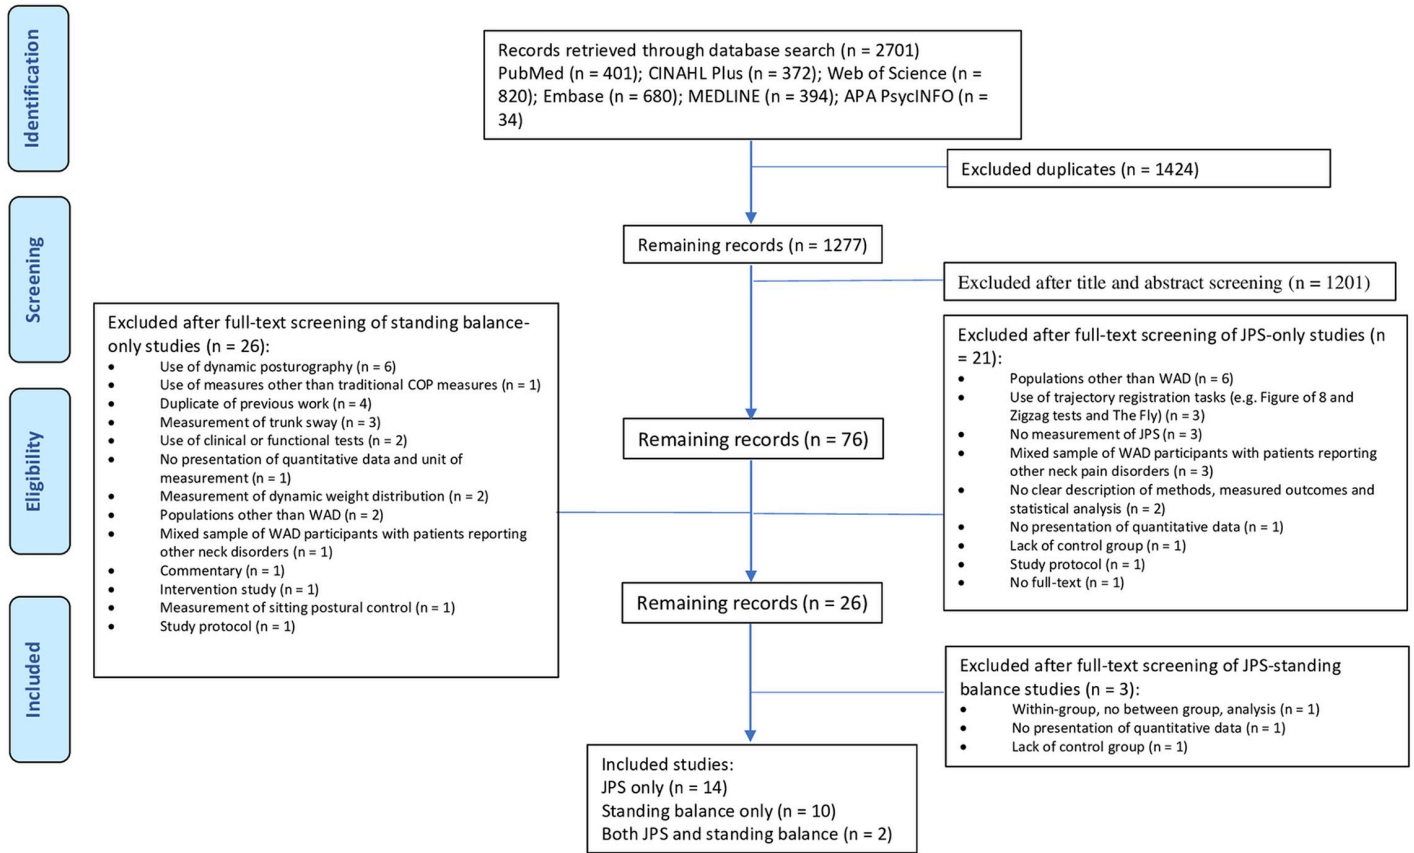 Identification
Records retrieved through database search (n = 2701)
PubMed (n = 401); CINAHL Plus (n = 372); Web of Science (n =
820); Embase (n = 680); MEDLINE (n = 394); APA PsycINFO (n =
34)
Excluded duplicates (n = 1424)
Screening
Remaining records (n = 1277)
Excluded after title and abstract screening (n = 1201)
Excluded after full-text screening of standing balance-
only studies (n = 26):
• Use of dynamic posturography (n = 6)
• Use of measures other than traditional COP measures (n = 1)
• Duplicate of previous work (n = 4)
• Measurement of trunk sway (n = 3)
• Use of clinical or functional tests (n = 2)
• No presentation of quantitative data and unit of
measurement (n = 1)
• Measurement of dynamic weight distribution (n = 2)
• Populations other than WAD (n = 2)
• Mixed sample of WAD participants with patients reporting
other neck disorders (n = 1)
• Commentary (n = 1)
• Intervention study (n = 1)
• Measurement of sitting postural control (n = 1)
• Study protocol (n = 1)
Excluded after full-text screening of JPS-only studies (n
= 21):
• Populations other than WAD (n = 6)
• Use of trajectory registration tasks (e.g. Figure of 8 and
Zigzag tests and The Fly) (n = 3)
• No measurement of JPS (n = 3)
• Mixed sample of WAD participants with patients reporting
other neck pain disorders (n = 3)
• No clear description of methods, measured outcomes and
statistical analysis (n = 2)
• No presentation of quantitative data (n = 1)
• Lack of control group (n = 1)
• Study protocol (n = 1)
• No full-text (n = 1)
Eligibility
Remaining records (n = 76)
Remaining records (n = 26)
Included
Excluded after full-text screening of JPS-standing
balance studies (n = 3):
• Within-group, no between group, analysis (n = 1)
• No presentation of quantitative data (n = 1)
• Lack of control group (n = 1)
Included studies:
JPS only (n = 14)
Standing balance only (n = 10)
Both JPS and standing balance (n = 2)